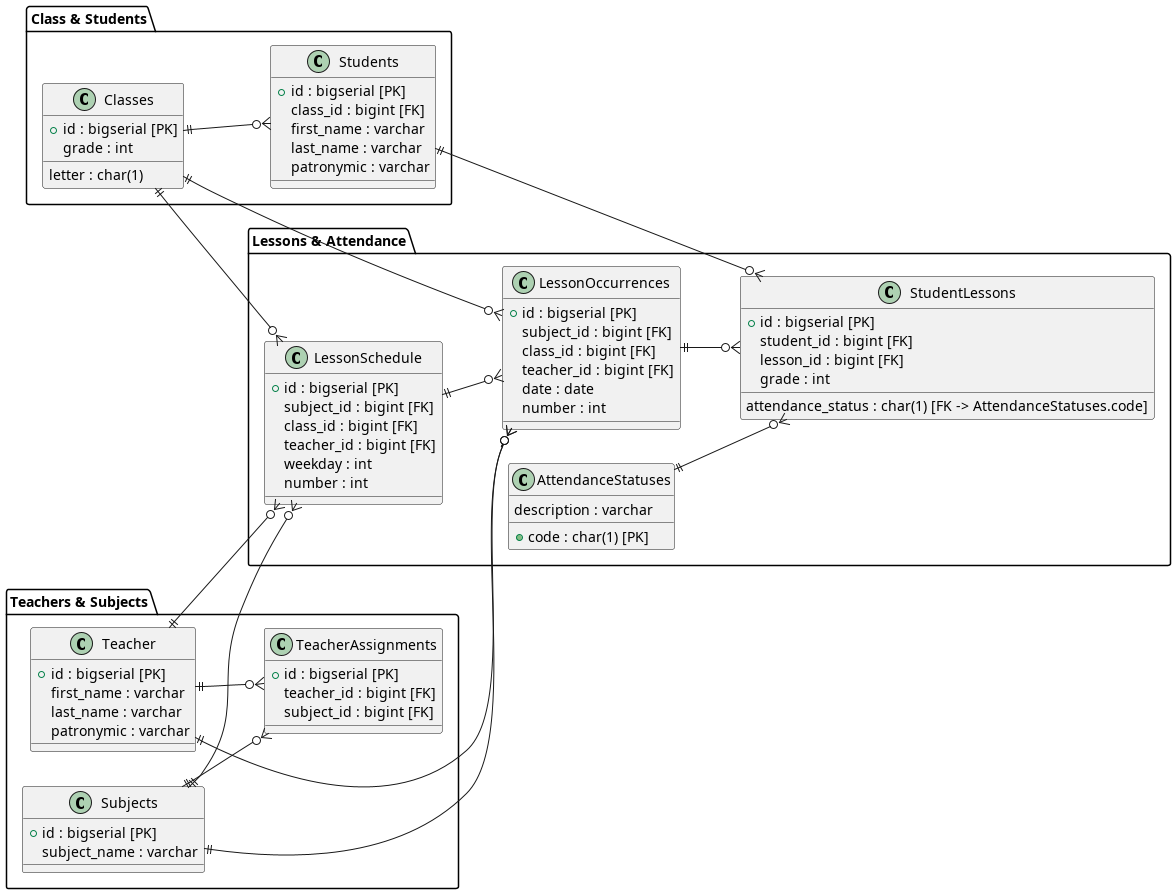 Class & Students
Classes
id : bigserial [PK]
grade : int
letter : char(1)
Students
id : bigserial [PK]
class_id : bigint [FK]
first_name : varchar
last_name : varchar
patronymic : varchar
Lessons & Attendance
LessonSchedule
id : bigserial [PK]
subject_id : bigint [FK]
class_id : bigint [FK]
teacher_id : bigint [FK]
weekday : int
number : int
LessonOccurrences
id : bigserial [PK]
subject_id : bigint [FK]
class_id : bigint [FK]
teacher_id : bigint [FK]
date : date
number : int
StudentLessons
id : bigserial [PK]
student_id : bigint [FK]
lesson_id : bigint [FK]
grade : int
attendance_status : char(1) [FK -> AttendanceStatuses.code]
AttendanceStatuses
description : varchar
code : char(1) [PK]
Teachers & Subjects
Teacher
id : bigserial [PK]
first_name : varchar
last_name : varchar
patronymic : varchar
TeacherAssignments
id : bigserial [PK]
teacher_id : bigint [FK]
subject_id : bigint [FK]
Subjects
id : bigserial [PK]
subject_name : varchar